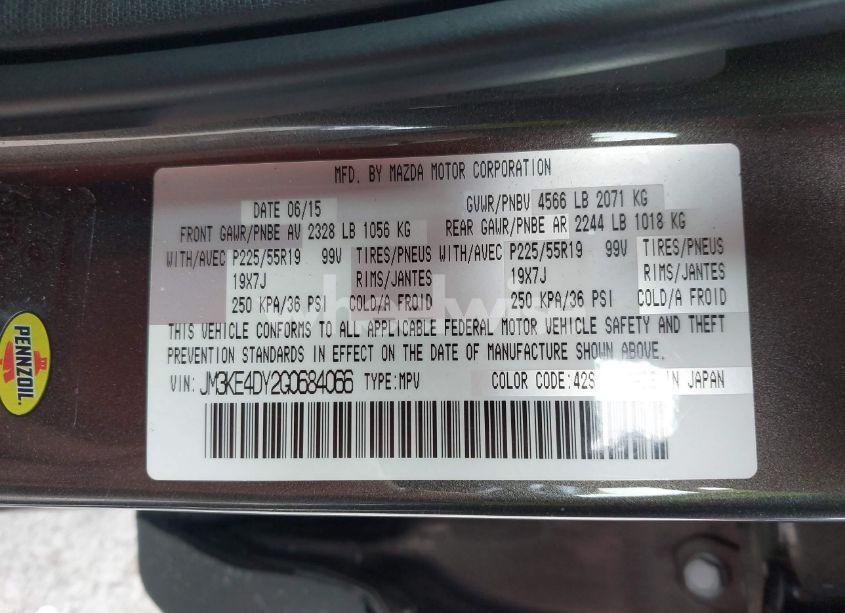 MFD. BY MAZDA MOTOR CORPORATION
DATE 06/15 GVWR/PNBV 4566 LB 2071 KG
FRONT GAWR/PNBE AV 2328 LB 1056 KG REAR GAWR/PNBE AR 2244 LB 1018 KG
WITH/AVEC P225/55R19 99V TIRES/PNEUS WITH/AVEC P225/55R19 99V TIRES/PNEUS
19X7J RIMS/JANTES 19X7J RIMS/JANTES
250 KPA/36 PSI COLD/A FROID 250 KPA/36 PSI COLD/A FROID
THIS VEHICLE CONFORMS TO ALL APPLICABLE FEDERAL MOTOR VEHICLE SAFETY AND THEFT
PREVENTION STANDARDS IN EFFECT ON THE DATE OF MANUFACTURE SHOWN ABOVE.
VIN: JM3KE4DY2G0684066 TYPE:MPV COLOR CODE:42S IN JAPAN
PENNZOIL